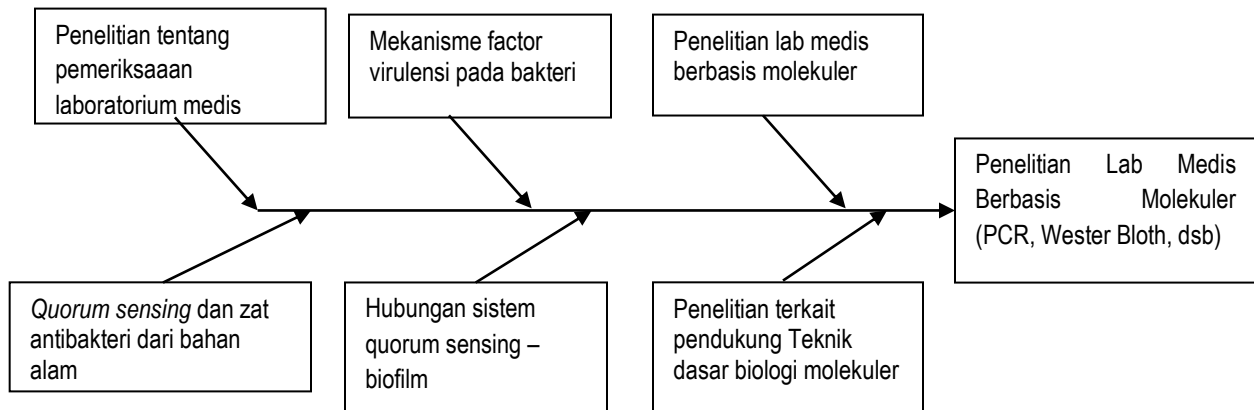 Penelitian tentang
pemeriksaaan
laboratorium medis
Mekanisme factor
virulensi pada bakteri
Penelitian lab medis
berbasis molekuler
Penelitian Lab Medis
Berbasis Molekuler
(PCR, Wester Bloth, dsb)
Quorum sensing dan zat
antibakteri dari bahan
alam
Hubungan sistem
quorum sensing –
biofilm
Penelitian terkait
pendukung Teknik
dasar biologi molekuler